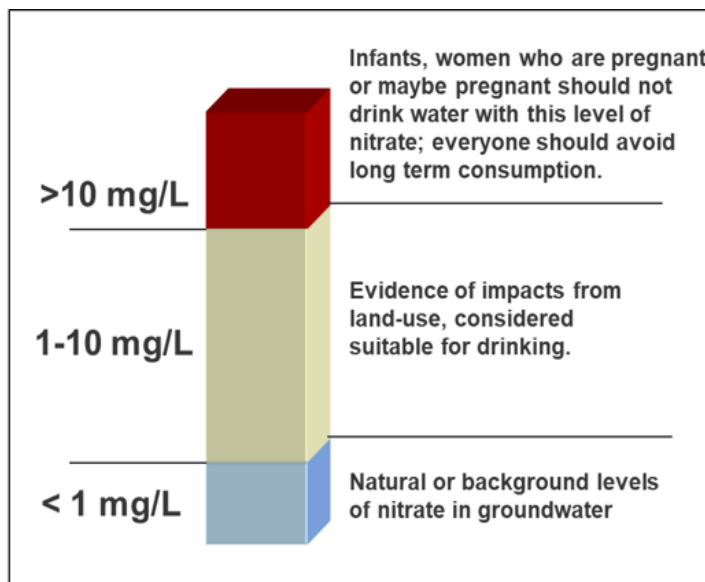 Infants, women who are pregnant
or maybe pregnant should not
drink water with this level of
nitrate; everyone should avoid
long term consumption.
>10 mg/L
Evidence of impacts from
land-use, considered
suitable for drinking.
1-10 mg/L
Natural or background levels
of nitrate in groundwater
< 1 mg/L